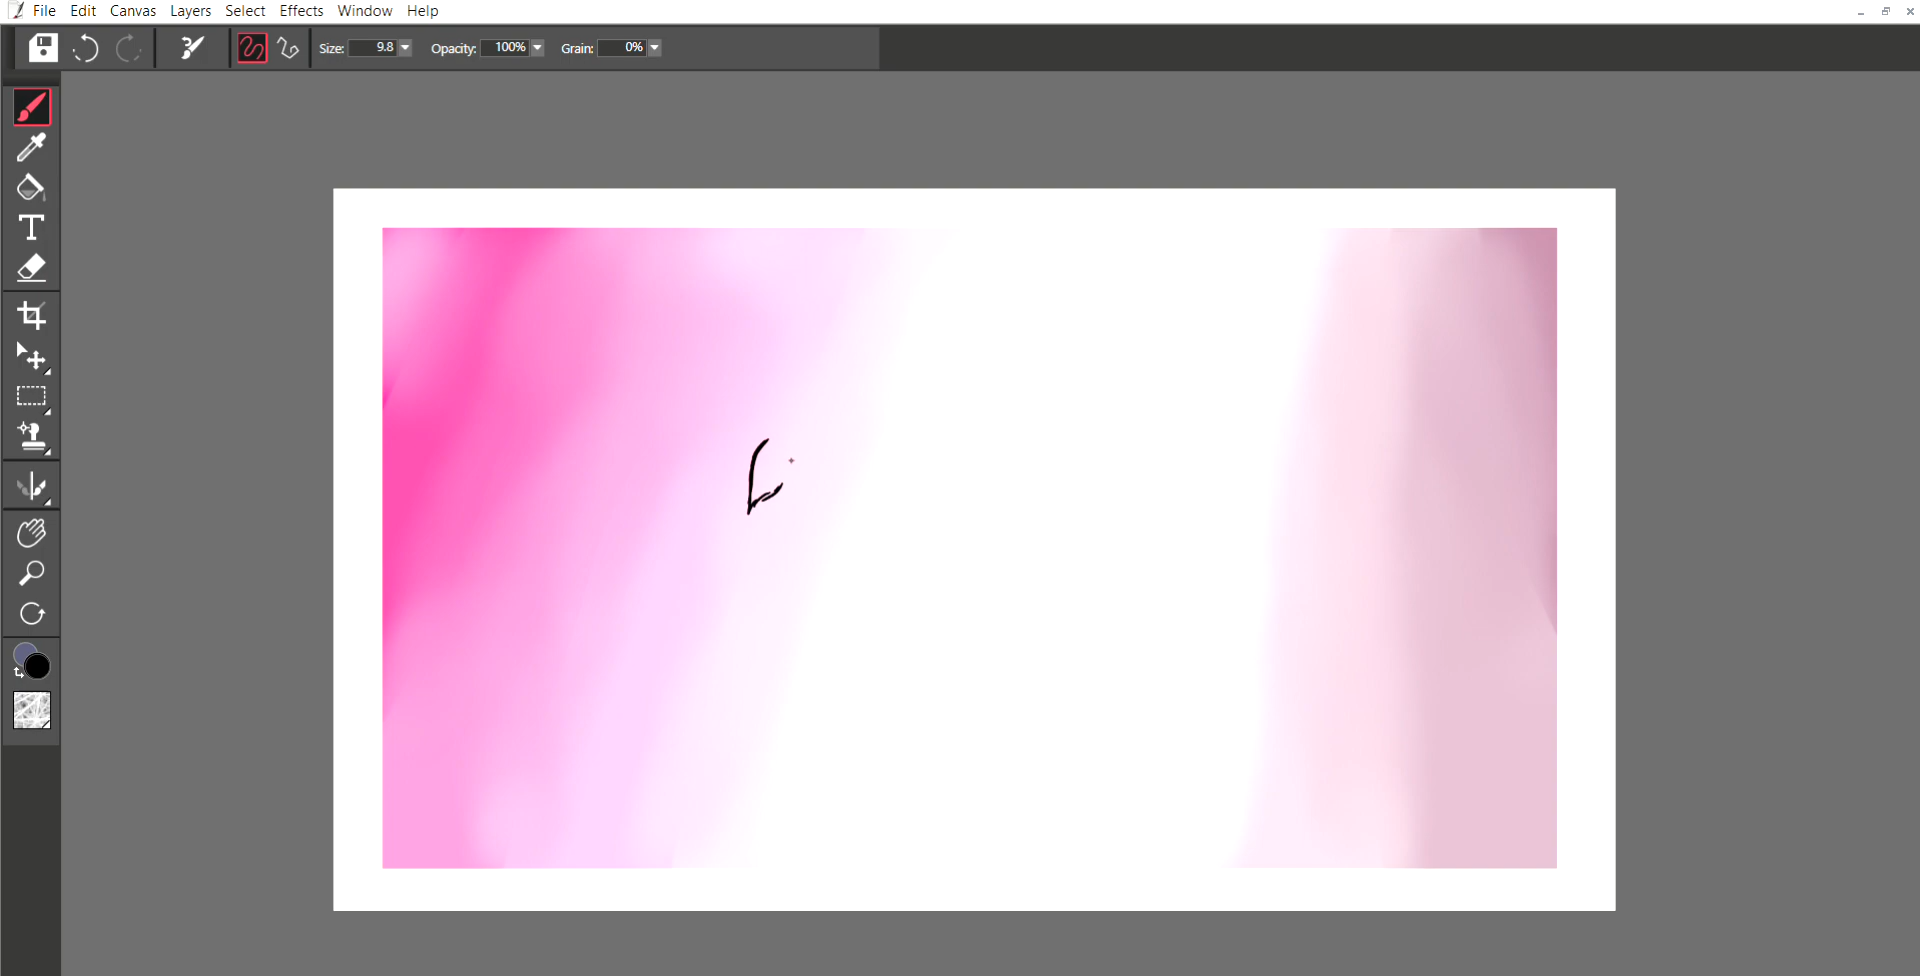 File Edit Canvas Layers Select Effects Window Help
Size: 9.8 Opacity: 100% Grain: 0%
T
L